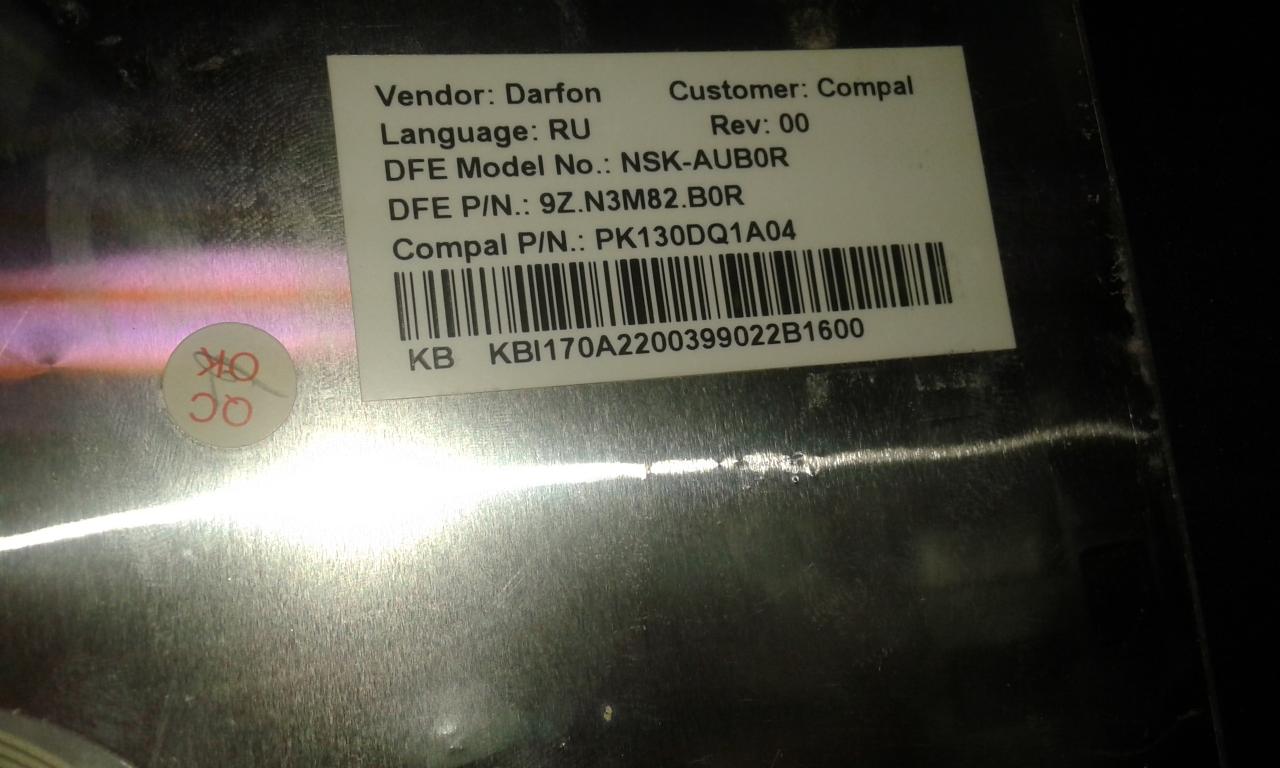 Vendor: Darfon Customer: Compal
Language: RU Rev: 00
DFE Model No.: NSK-AUB0R
DFE P/N.: 9Z.N3M82.B0R
Compal P/N.: PK130DQ1A04
KB KBI170A2200399022B1600
QC
OK